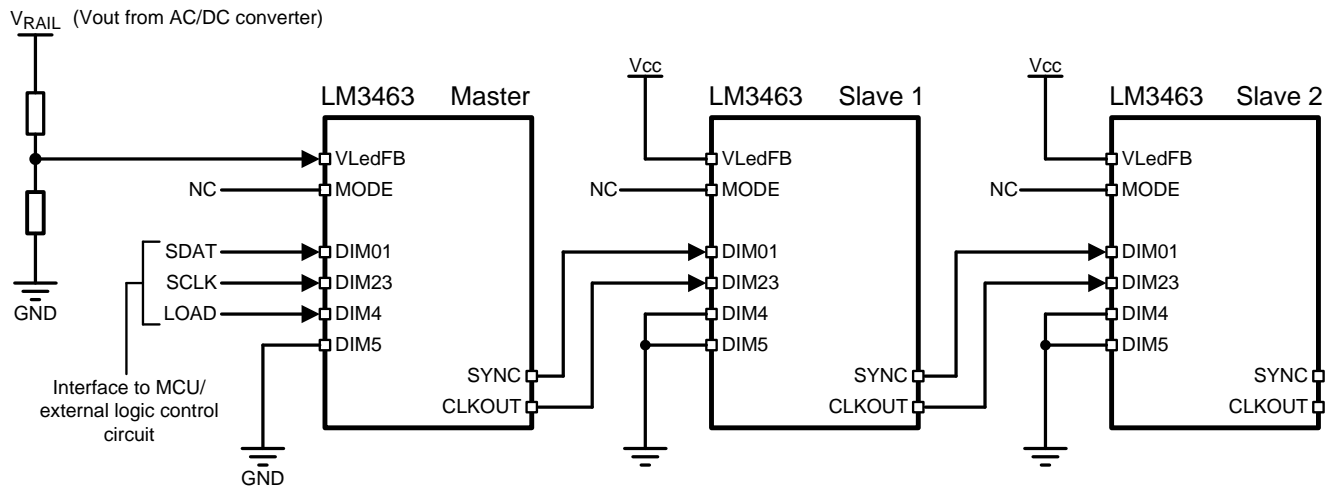 VRAIL (Vout from AC/DC converter)
GND
LM3463 Master
VLedFB
NC
MODE
SDAT
DIM01
SCLK
DIM23
LOAD
DIM4
DIM5
SYNC
CLKOUT
Interface to MCU/
external logic control
circuit
GND
Vcc
LM3463 Slave 1
VLedFB
NC
MODE
DIM01
DIM23
DIM4
DIM5
SYNC
CLKOUT
Vcc
LM3463 Slave 2
VLedFB
NC
MODE
DIM01
DIM23
DIM4
DIM5
SYNC
CLKOUT